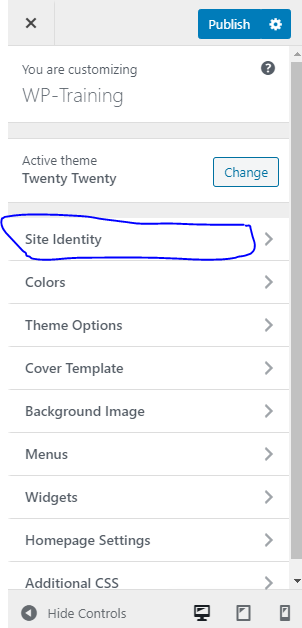 Publish
You are customizing
WP-Training
Active theme
Twenty Twenty
Change
Site Identity
Colors
Theme Options
Cover Template
Background Image
Menus
Widgets
Homepage Settings
Additional CSS
Hide Controls